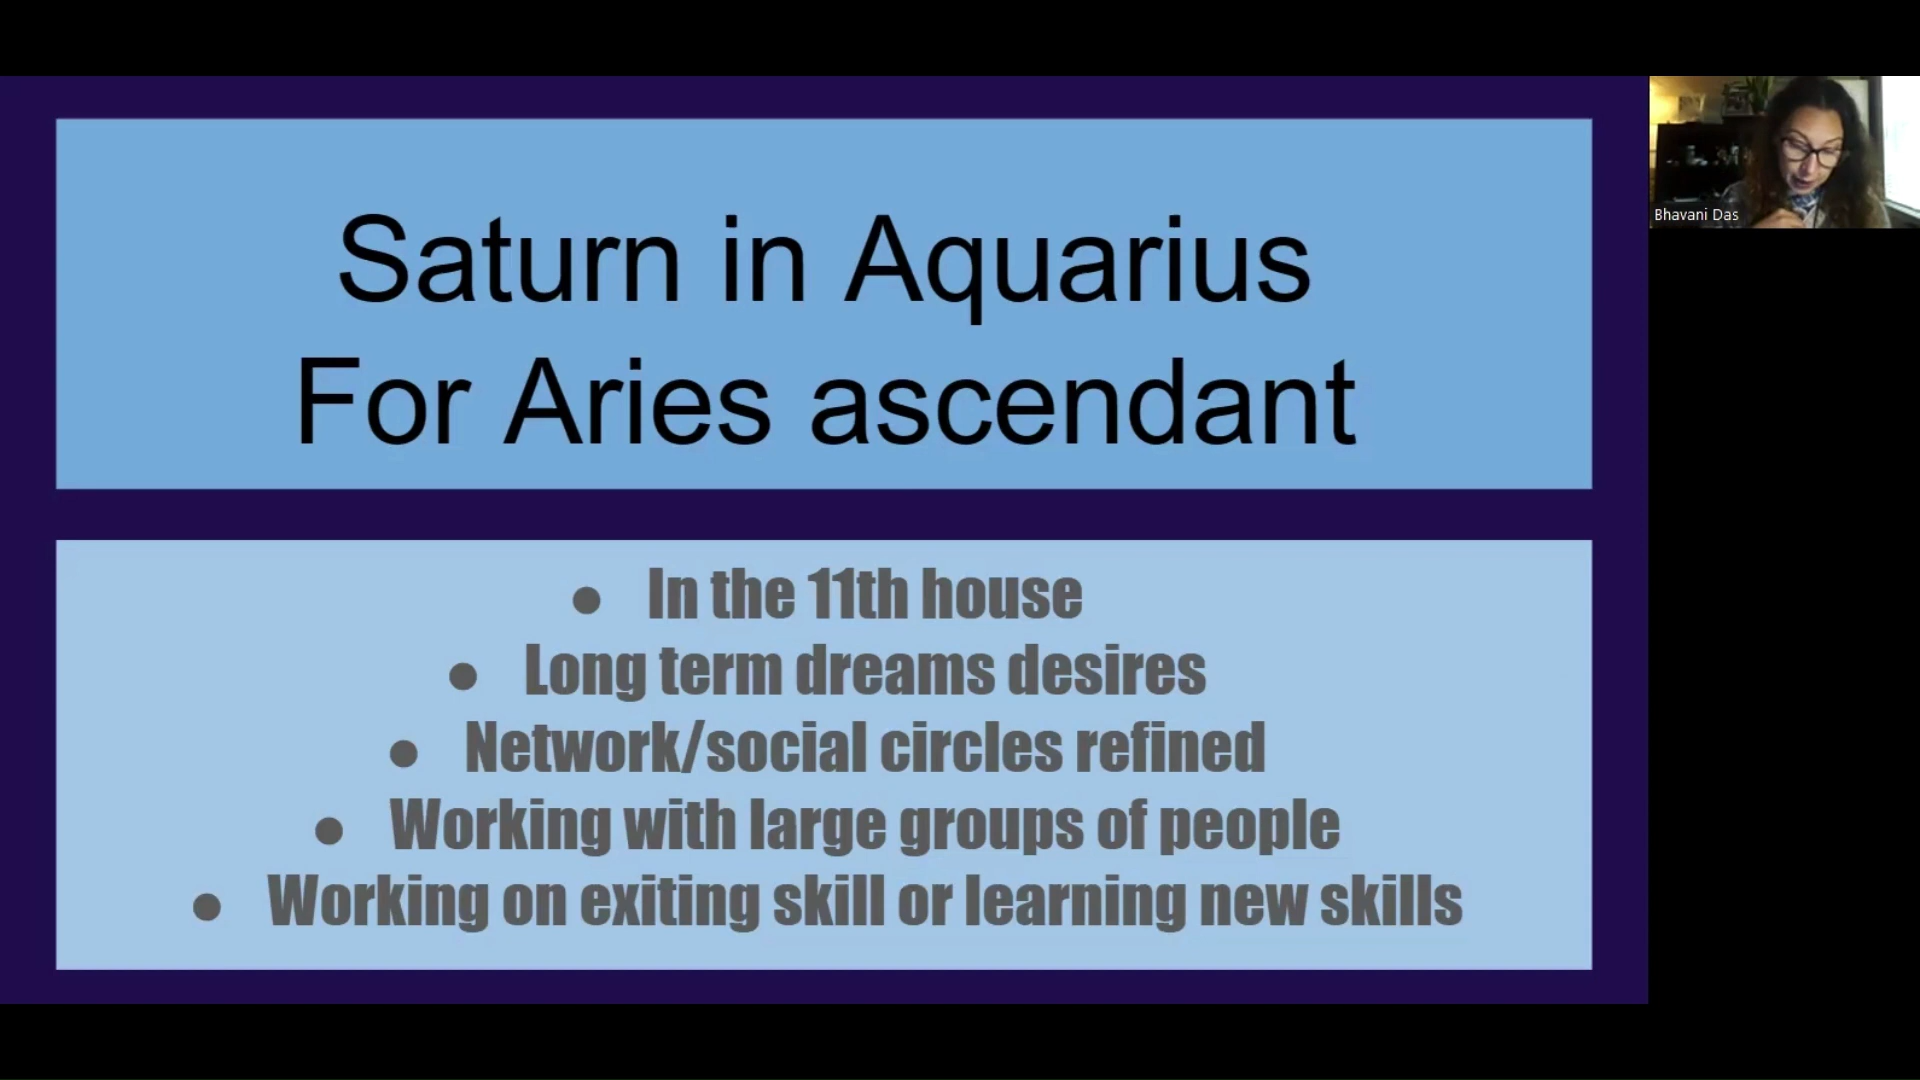 Saturn in Aquarius
For Aries ascendant
● In the 11th house
● Long term dreams desires
● Network/social circles refined
● Working with large groups of people
● Working on exiting skill or learning new skills
Bhavani Das